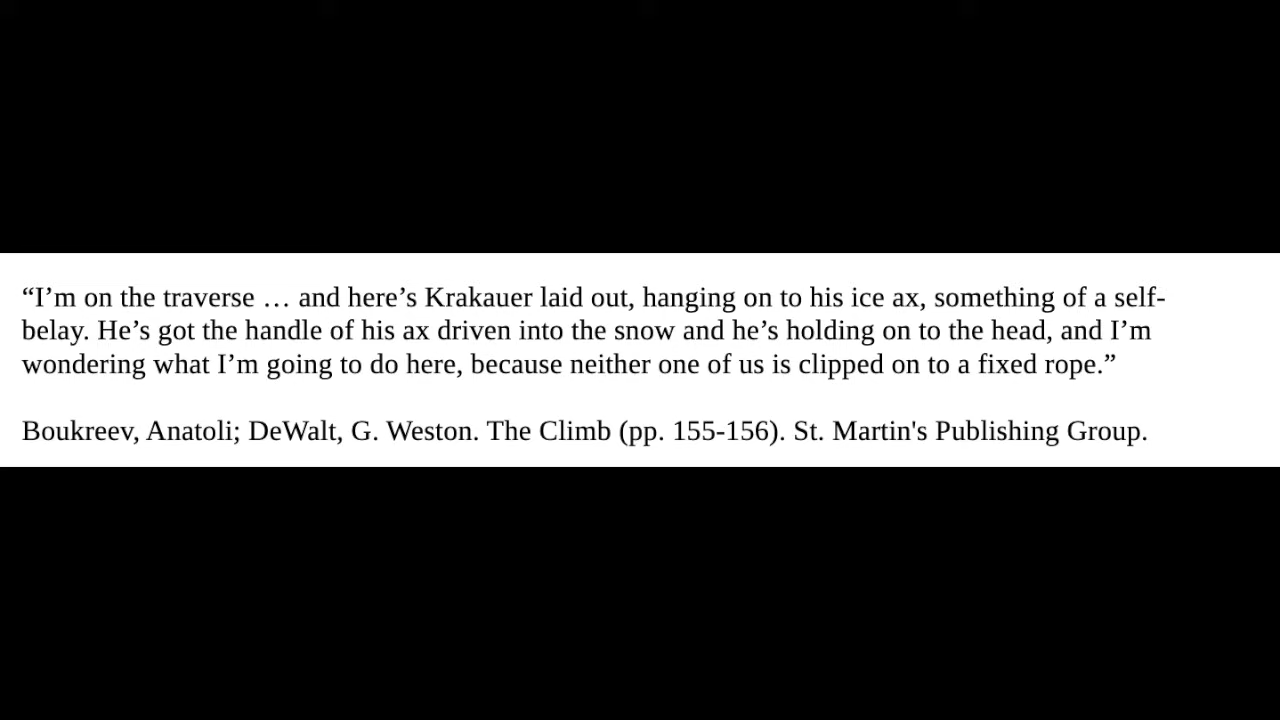 “I’m on the traverse … and here’s Krakauer laid out, hanging on to his ice ax, something of a self-
belay. He’s got the handle of his ax driven into the snow and he’s holding on to the head, and I’m
wondering what I’m going to do here, because neither one of us is clipped on to a fixed rope.”
Boukreev, Anatoli; DeWalt, G. Weston. The Climb (pp. 155-156). St. Martin's Publishing Group.